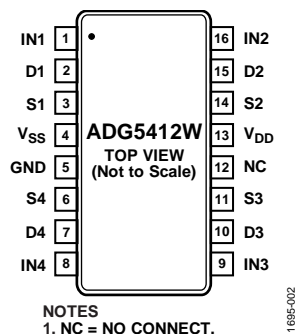 IN1 1
D1 2
S1 3
VSS 4
GND 5
S4 6
D4 7
IN4 8
ADG5412W
TOP VIEW
(Not to Scale)
16 IN2
15 D2
14 S2
13 VDD
12 NC
11 S3
10 D3
9 IN3
NOTES
1. NC = NO CONNECT.
1695-002